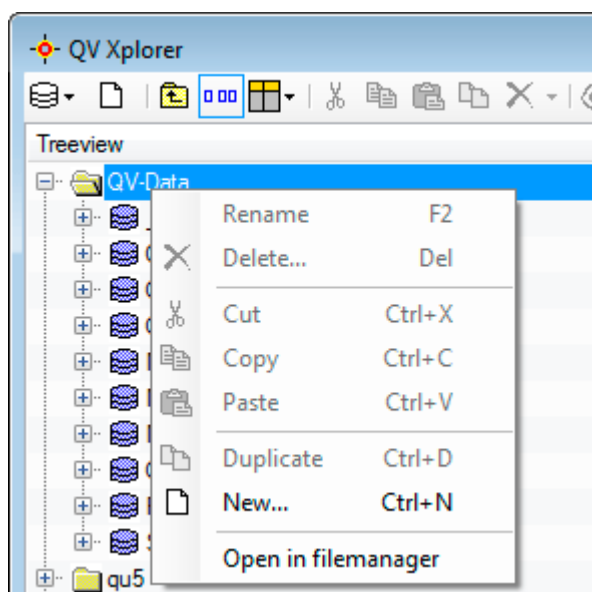 QV Xplorer
Treeview
QV-Data
Rename F2
Delete... Del
Cut Ctrl+X
Copy Ctrl+C
Paste Ctrl+V
Duplicate Ctrl+D
New... Ctrl+N
Open in filemanager
qu5